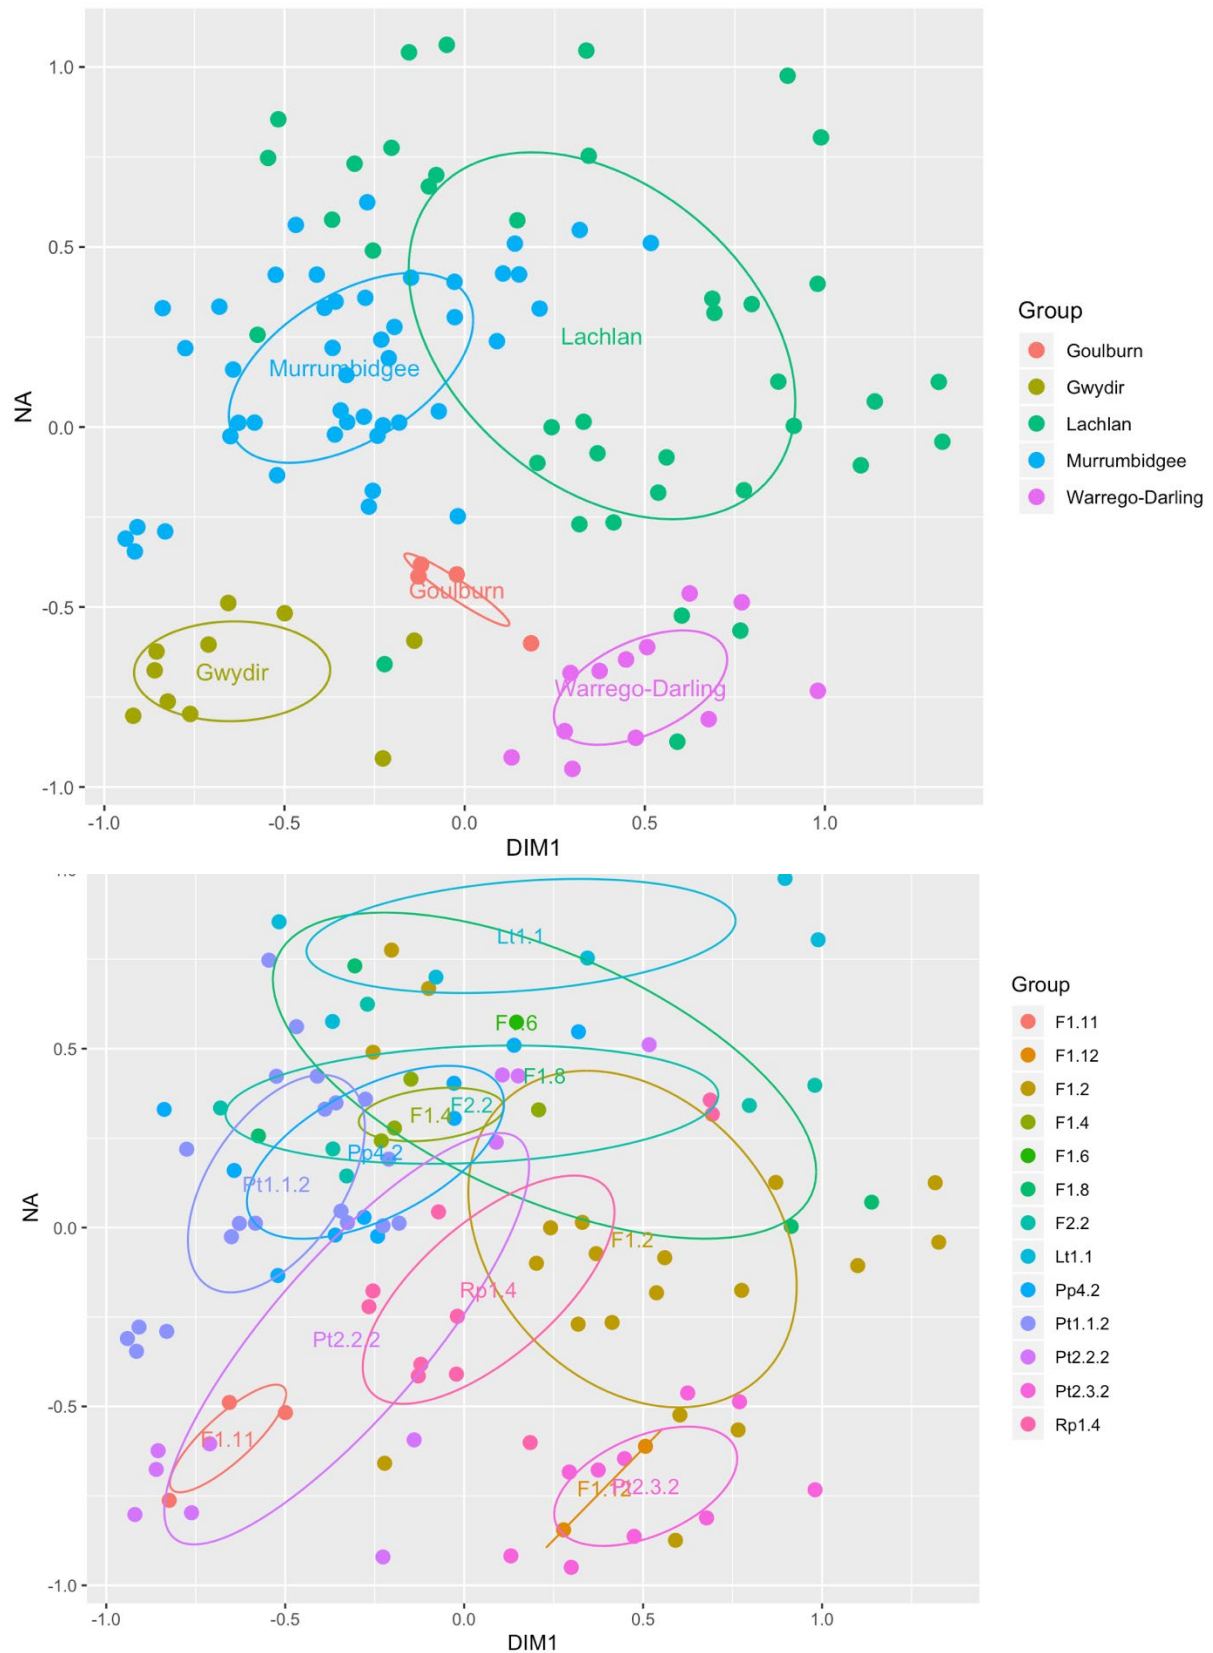 1.0
0.5
0.0
-0.5
-1.0
NA
Lachlan
Murrumbidgee
Goulburn
Gwydir
Warrego-Darling
-1.0 -0.5 0.0 0.5 1.0
DIM1
Group
Goulburn
Gwydir
Lachlan
Murrumbidgee
Warrego-Darling
0.5
0.0
-0.5
-1.0
NA
Lt1.1
F1.6
F1.8
F2.2
F1.4
Pp4.2
Pt1.1.2
F1.2
Rp1.4
Pt2.2.2
F1.11
F1.12
Pt2.3.2
-1.0 -0.5 0.0 0.5 1.0
DIM1
Group
F1.11
F1.12
F1.2
F1.4
F1.6
F1.8
F2.2
Lt1.1
Pp4.2
Pt1.1.2
Pt2.2.2
Pt2.3.2
Rp1.4